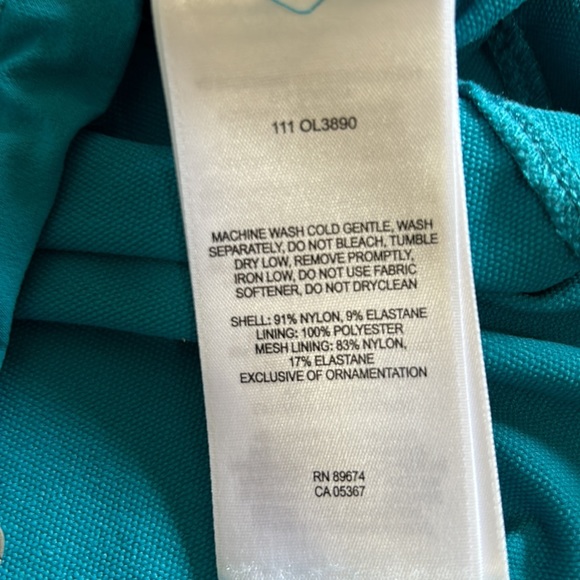 111 OL3890
MACHINE WASH COLD GENTLE, WASH
SEPARATELY, DO NOT BLEACH, TUMBLE
DRY LOW, REMOVE PROMPTLY,
IRON LOW, DO NOT USE FABRIC
SOFTENER, DO NOT DRYCLEAN
SHELL: 91% NYLON, 9% ELASTANE
LINING: 100% POLYESTER
MESH LINING: 83% NYLON,
17% ELASTANE
EXCLUSIVE OF ORNAMENTATION
RN 89674
CA 05367